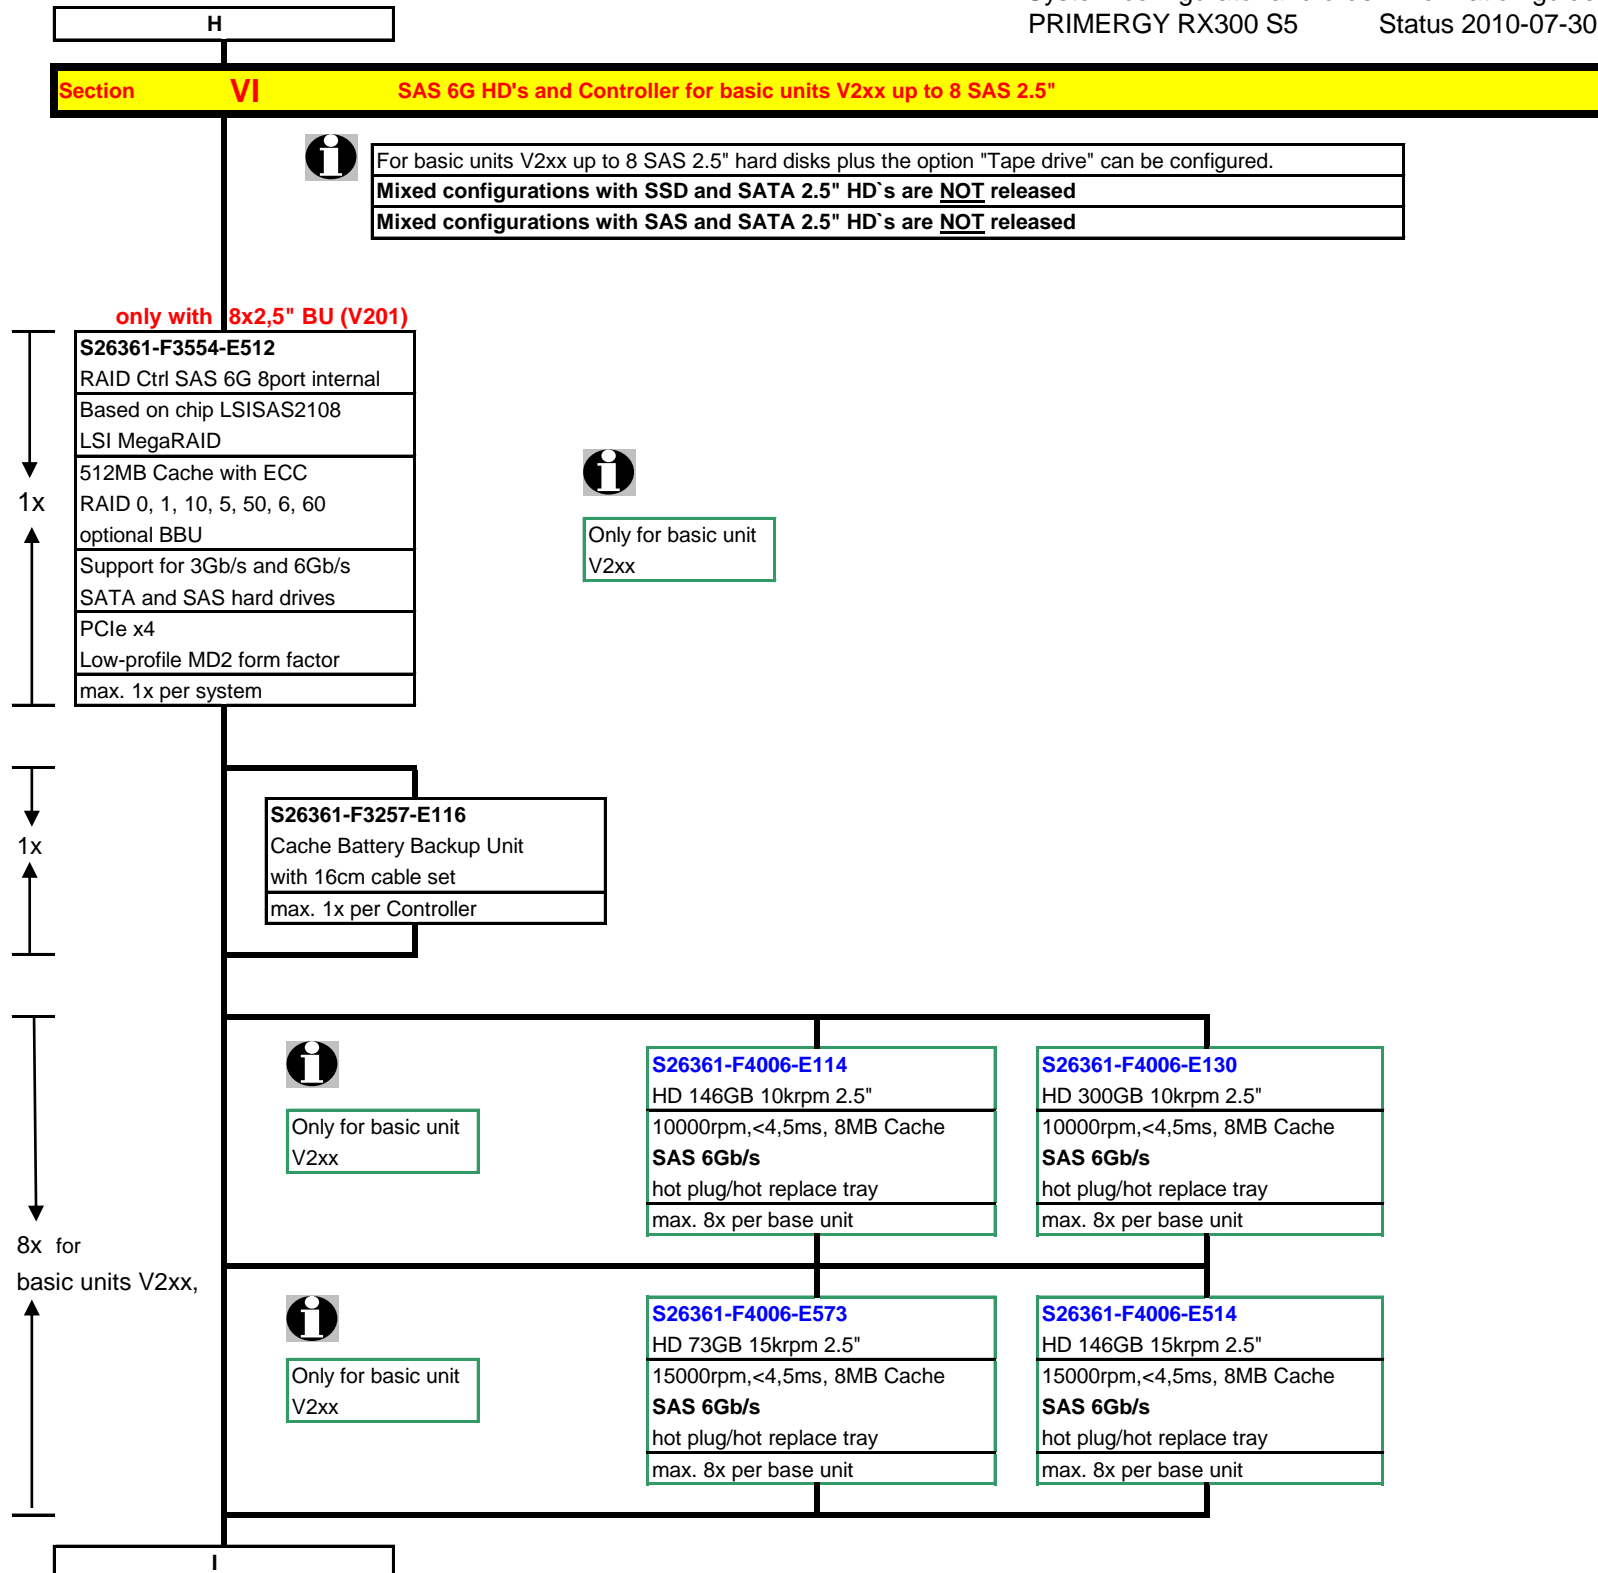 PRIMERGY RX300 S5 Status 2010-07-30
H
Section VI SAS 6G HD's and Controller for basic units V2xx up to 8 SAS 2.5"
For basic units V2xx up to 8 SAS 2.5" hard disks plus the option "Tape drive" can be configured.
Mixed configurations with SSD and SATA 2.5" HD`s are NOT released
Mixed configurations with SAS and SATA 2.5" HD`s are NOT released
only with 8x2,5" BU (V201)
S26361-F3554-E512
RAID Ctrl SAS 6G 8port internal
Based on chip LSISAS2108
LSI MegaRAID
512MB Cache with ECC
RAID 0, 1, 10, 5, 50, 6, 60
optional BBU
Support for 3Gb/s and 6Gb/s
SATA and SAS hard drives
PCIe x4
Low-profile MD2 form factor
max. 1x per system
1x
Only for basic unit
V2xx
1x
S26361-F3257-E116
Cache Battery Backup Unit
with 16cm cable set
max. 1x per Controller
8x for
basic units V2xx,
Only for basic unit
V2xx
S26361-F4006-E114
HD 146GB 10krpm 2.5"
10000rpm,<4,5ms, 8MB Cache
SAS 6Gb/s
hot plug/hot replace tray
max. 8x per base unit
S26361-F4006-E130
HD 300GB 10krpm 2.5"
10000rpm,<4,5ms, 8MB Cache
SAS 6Gb/s
hot plug/hot replace tray
max. 8x per base unit
Only for basic unit
V2xx
S26361-F4006-E573
HD 73GB 15krpm 2.5"
15000rpm,<4,5ms, 8MB Cache
SAS 6Gb/s
hot plug/hot replace tray
max. 8x per base unit
S26361-F4006-E514
HD 146GB 15krpm 2.5"
15000rpm,<4,5ms, 8MB Cache
SAS 6Gb/s
hot plug/hot replace tray
max. 8x per base unit
I